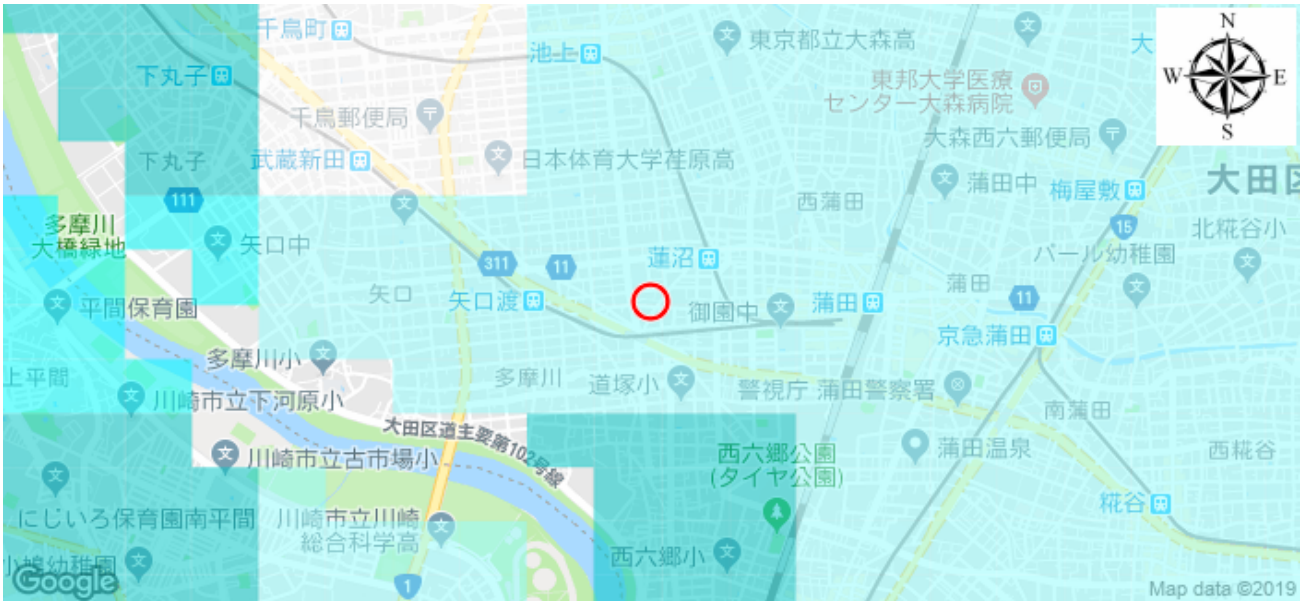 千鳥町
池上
東京都立大森高
大
N
W
E
S
下丸子
東邦大学医療
センター大森病院
千鳥郵便局
大森西六郵便局
下丸子
武蔵新田
日本体育大学荏原高
蒲田中
梅屋敷
大田区
111
西蒲田
多摩川
大橋緑地
矢口中
15
北糀谷小
パール幼稚園
311
11
蓮沼
矢口
矢口渡
御園中
蒲田
蒲田
11
平間保育園
京急蒲田
多摩川小
上平間
川崎市立下河原小
多摩川
道塚小
警視庁 蒲田警察署
南蒲田
大田区道主要第102号線
川崎市立古市場小
西六郷公園
(タイヤ公園)
蒲田温泉
西糀谷
にじいろ保育園南平間
川崎市立川崎
総合科学高
糀谷
西六郷小
小鳩幼稚園
1
Google
Map data ©2019